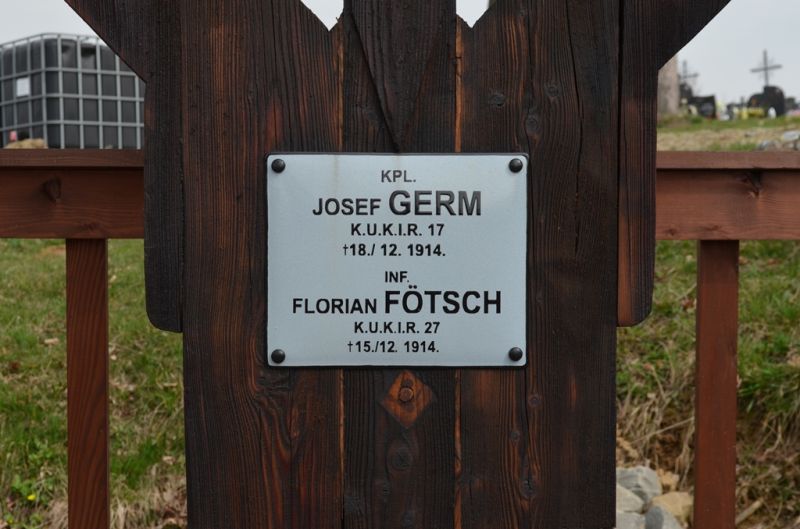 KPL.
JOSEF GERM
K.U.K.I.R. 17
†18./ 12. 1914.
INF.
FLORIAN FÖTSCH
K.U.K.I.R. 27
†15./12. 1914.